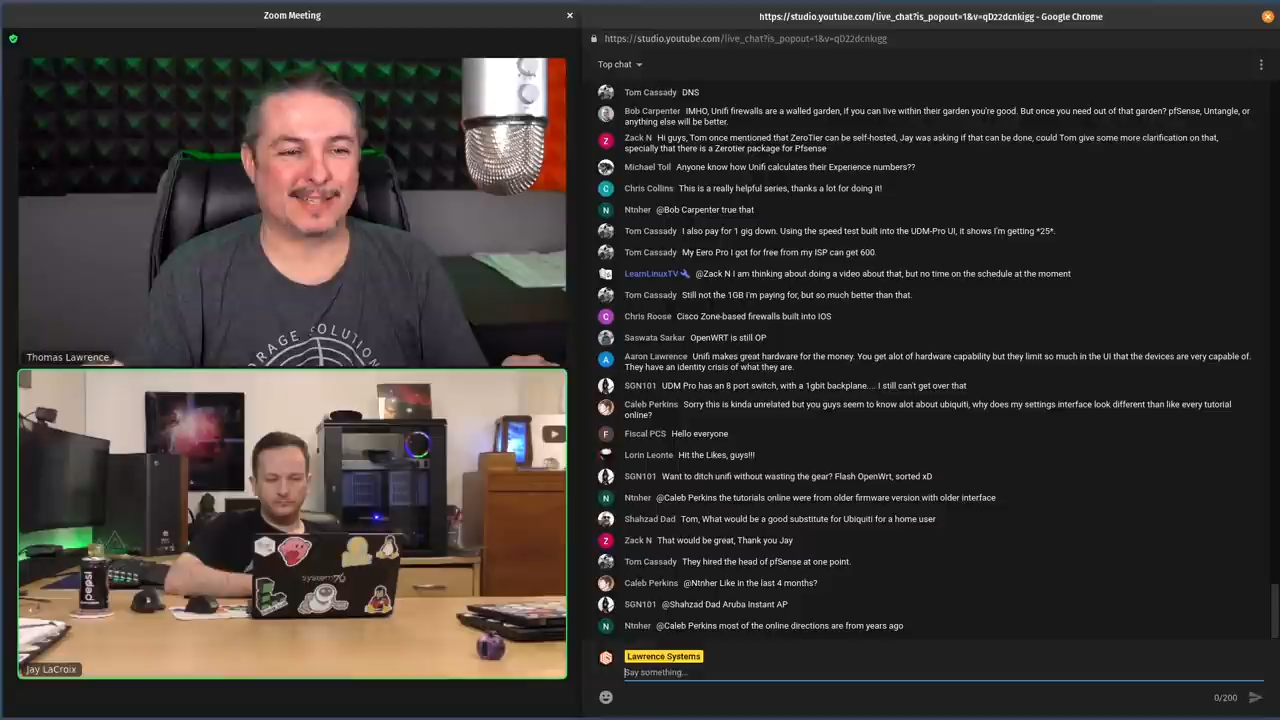 Zoom Meeting
https://studio.youtube.com/live_chat?is_popout=1&v=qD22dcnkigg - Google Chrome
https://studio.youtube.com/live_chat?is_popout=1&v=qD22dcnkigg
Top chat
Tom Cassady DNS
Bob Carpenter IMHO, Unifi firewalls are a walled garden, if you can live within their garden you're good. But once you need out of that garden? pfSense, Untangle, or
anything else will be better.
Zack N Hi guys, Tom once mentioned that ZeroTier can be self-hosted, Jay was asking if that can be done, could Tom give some more clarification on that,
specially that there is a Zerotier package for Pfsense
Michael Toil Anyone know how Unifi calculates their Experience numbers??
C Chris Collins This is a really helpful series, thanks a lot for doing it!
N Ntnher @Bob Carpenter true that
Tom Cassady I also pay for 1 gig down. Using the speed test built into the UDM-Pro UI, it shows I'm getting *25*.
Tom Cassady My Eero Pro I got for free from my ISP can get 600.
LearnLinuxTV @Zack N I am thinking about doing a video about that, but no time on the schedule at the moment
Tom Cassady Still not the 1GB I'm paying for, but so much better than that.
C Chris Roose Cisco Zone-based firewalls built into IOS
Saswata Sarkar OpenWRT is still OP
A Aaron Lawrence Unifi makes great hardware for the money. You get alot of hardware capability but they limit so much in the UI that the devices are very capable of.
They have an identity crisis of what they are.
SGN101 UDM Pro has an 8 port switch, with a 1gbit backplane.... I still can't get over that
Caleb Perkins Sorry this is kinda unrelated but you guys seem to know alot about ubiquiti, why does my settings interface look different than like every tutorial
online?
F Fiscal PCS Hello everyone
Lorin Leonte Hit the Likes, guys!!!
SGN101 Want to ditch unifi without wasting the gear? Flash OpenWrt, sorted xD
N Ntnher @Caleb Perkins the tutorials online were from older firmware version with older interface
Shahzad Dad Tom, What would be a good substitute for Ubiquiti for a home user
Z Zack N That would be great, Thank you Jay
Tom Cassady They hired the head of pfSense at one point.
Caleb Perkins @Ntnher Like in the last 4 months?
SGN101 @Shahzad Dad Aruba Instant AP
N Ntnher @Caleb Perkins most of the online directions are from years ago
Lawrence Systems
Say something...
0/200
Thomas Lawrence
pepsi
system76
Jay LaCroix